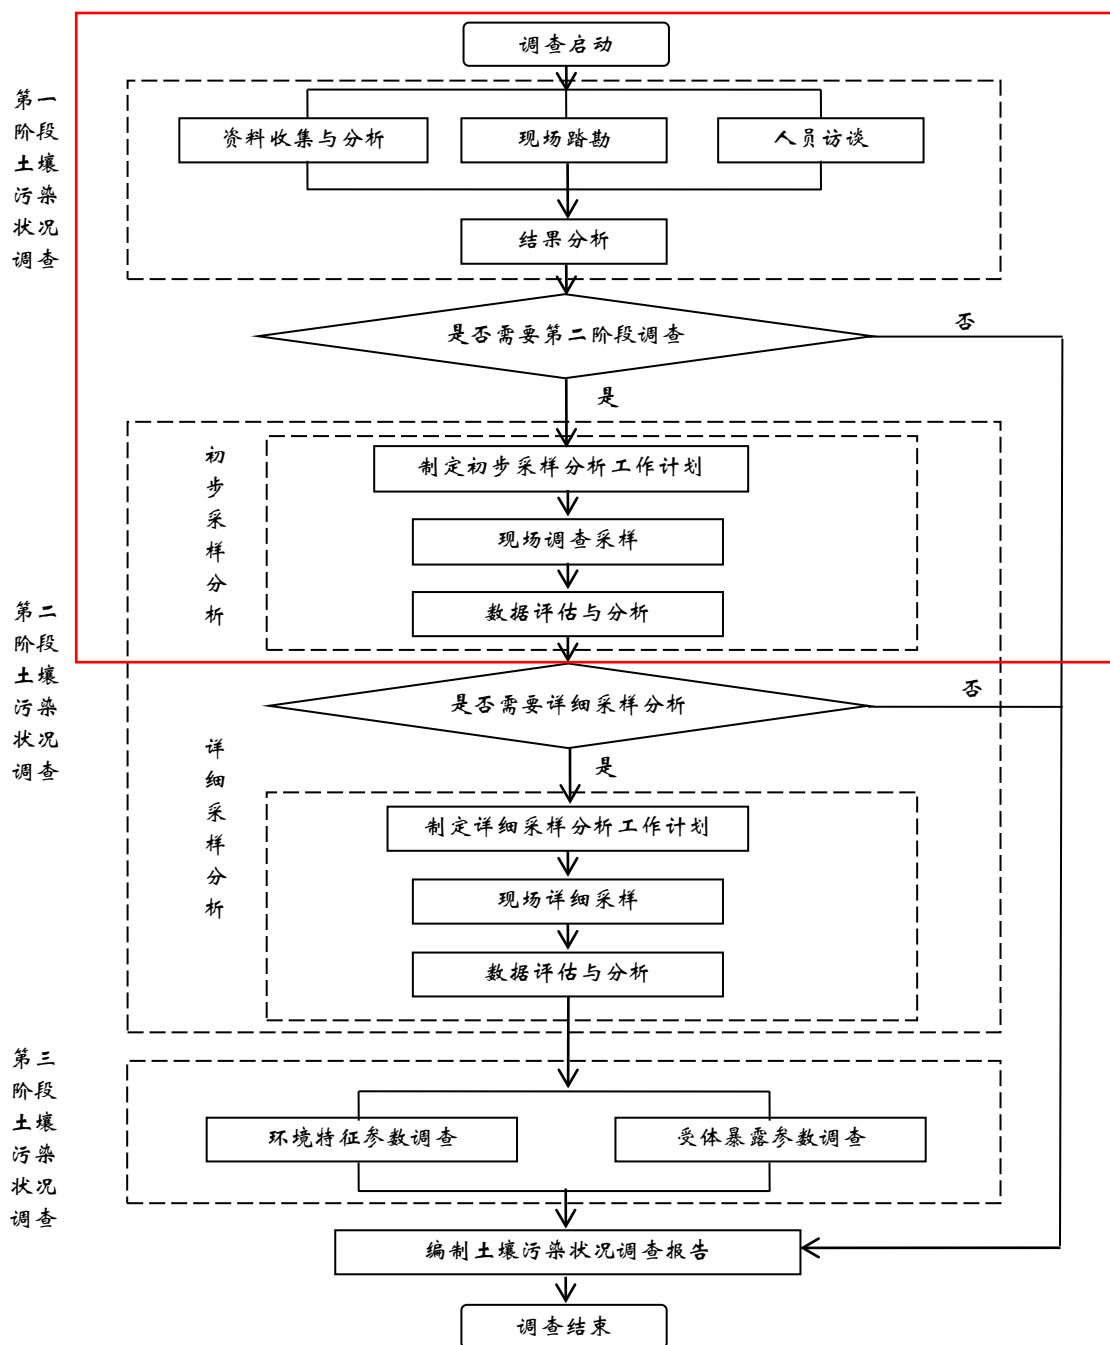 调查启动
第一
阶段
土壤
污染
状况
调查
资料收集与分析
现场踏勘
人员访谈
结果分析
是否需要第二阶段调查
否
是
第二
阶段
土壤
污染
状况
调查
初
步
采
样
分
析
制定初步采样分析工作计划
现场调查采样
数据评估与分析
是否需要详细采样分析
否
是
详
细
采
样
分
析
制定详细采样分析工作计划
现场详细采样
数据评估与分析
第三
阶段
土壤
污染
状况
调查
环境特征参数调查
受体暴露参数调查
编制土壤污染状况调查报告
调查结束